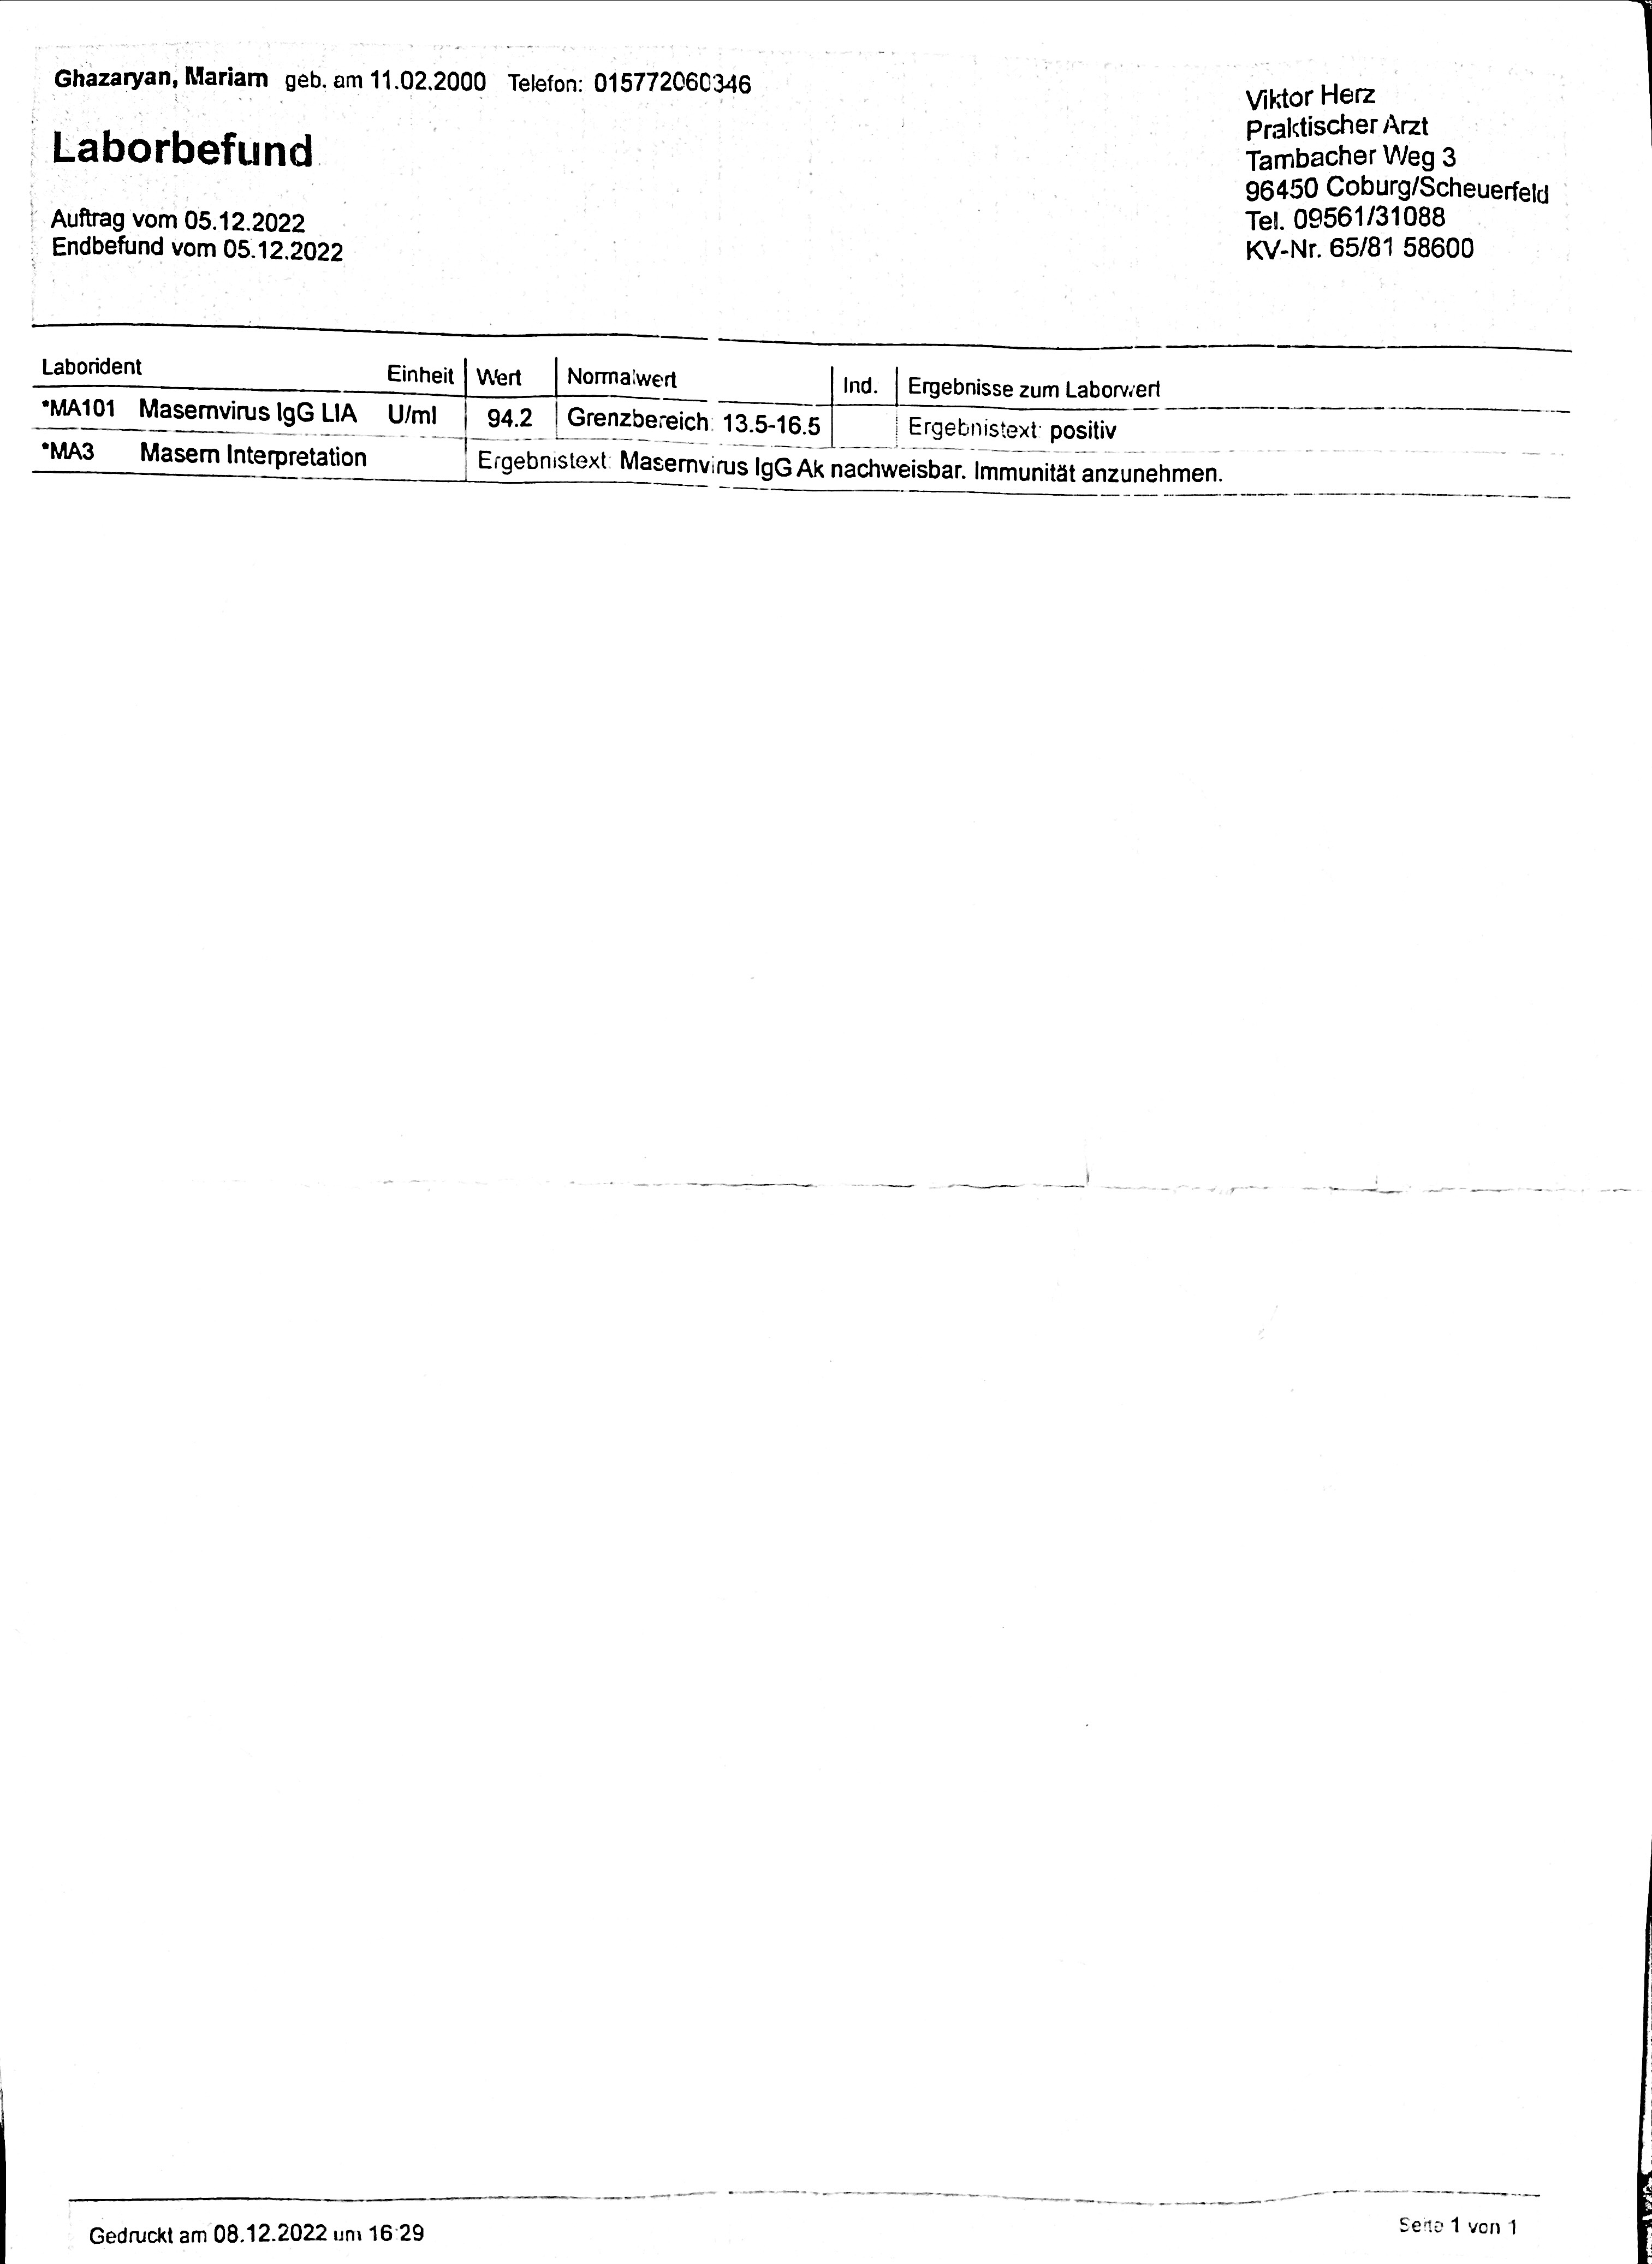 Ghazaryan, Mariam geb. am 11.02.2000 Telefon: 015772060346
Laborbefund
Auftrag vom 05.12.2022
Endbefund vom 05.12.2022
Viktor Herz
Praktischer Arzt
Tambacher Weg 3
96450 Coburg/Scheuerfeld
Tel. 09561/31088
KV-Nr. 65/81 58600
Laborident Einheit Wert Normalwert Ind. Ergebnisse zum Laborwert
*MA101 Masernvirus IgG LIA U/ml 94.2 Grenzbereich: 13.5-16.5 Ergebnistext: positiv
*MA3 Masern Interpretation Ergebnistext: Masernvirus IgG Ak nachweisbar. Immunität anzunehmen.
Gedruckt am 08.12.2022 um 16:29
Seite 1 von 1